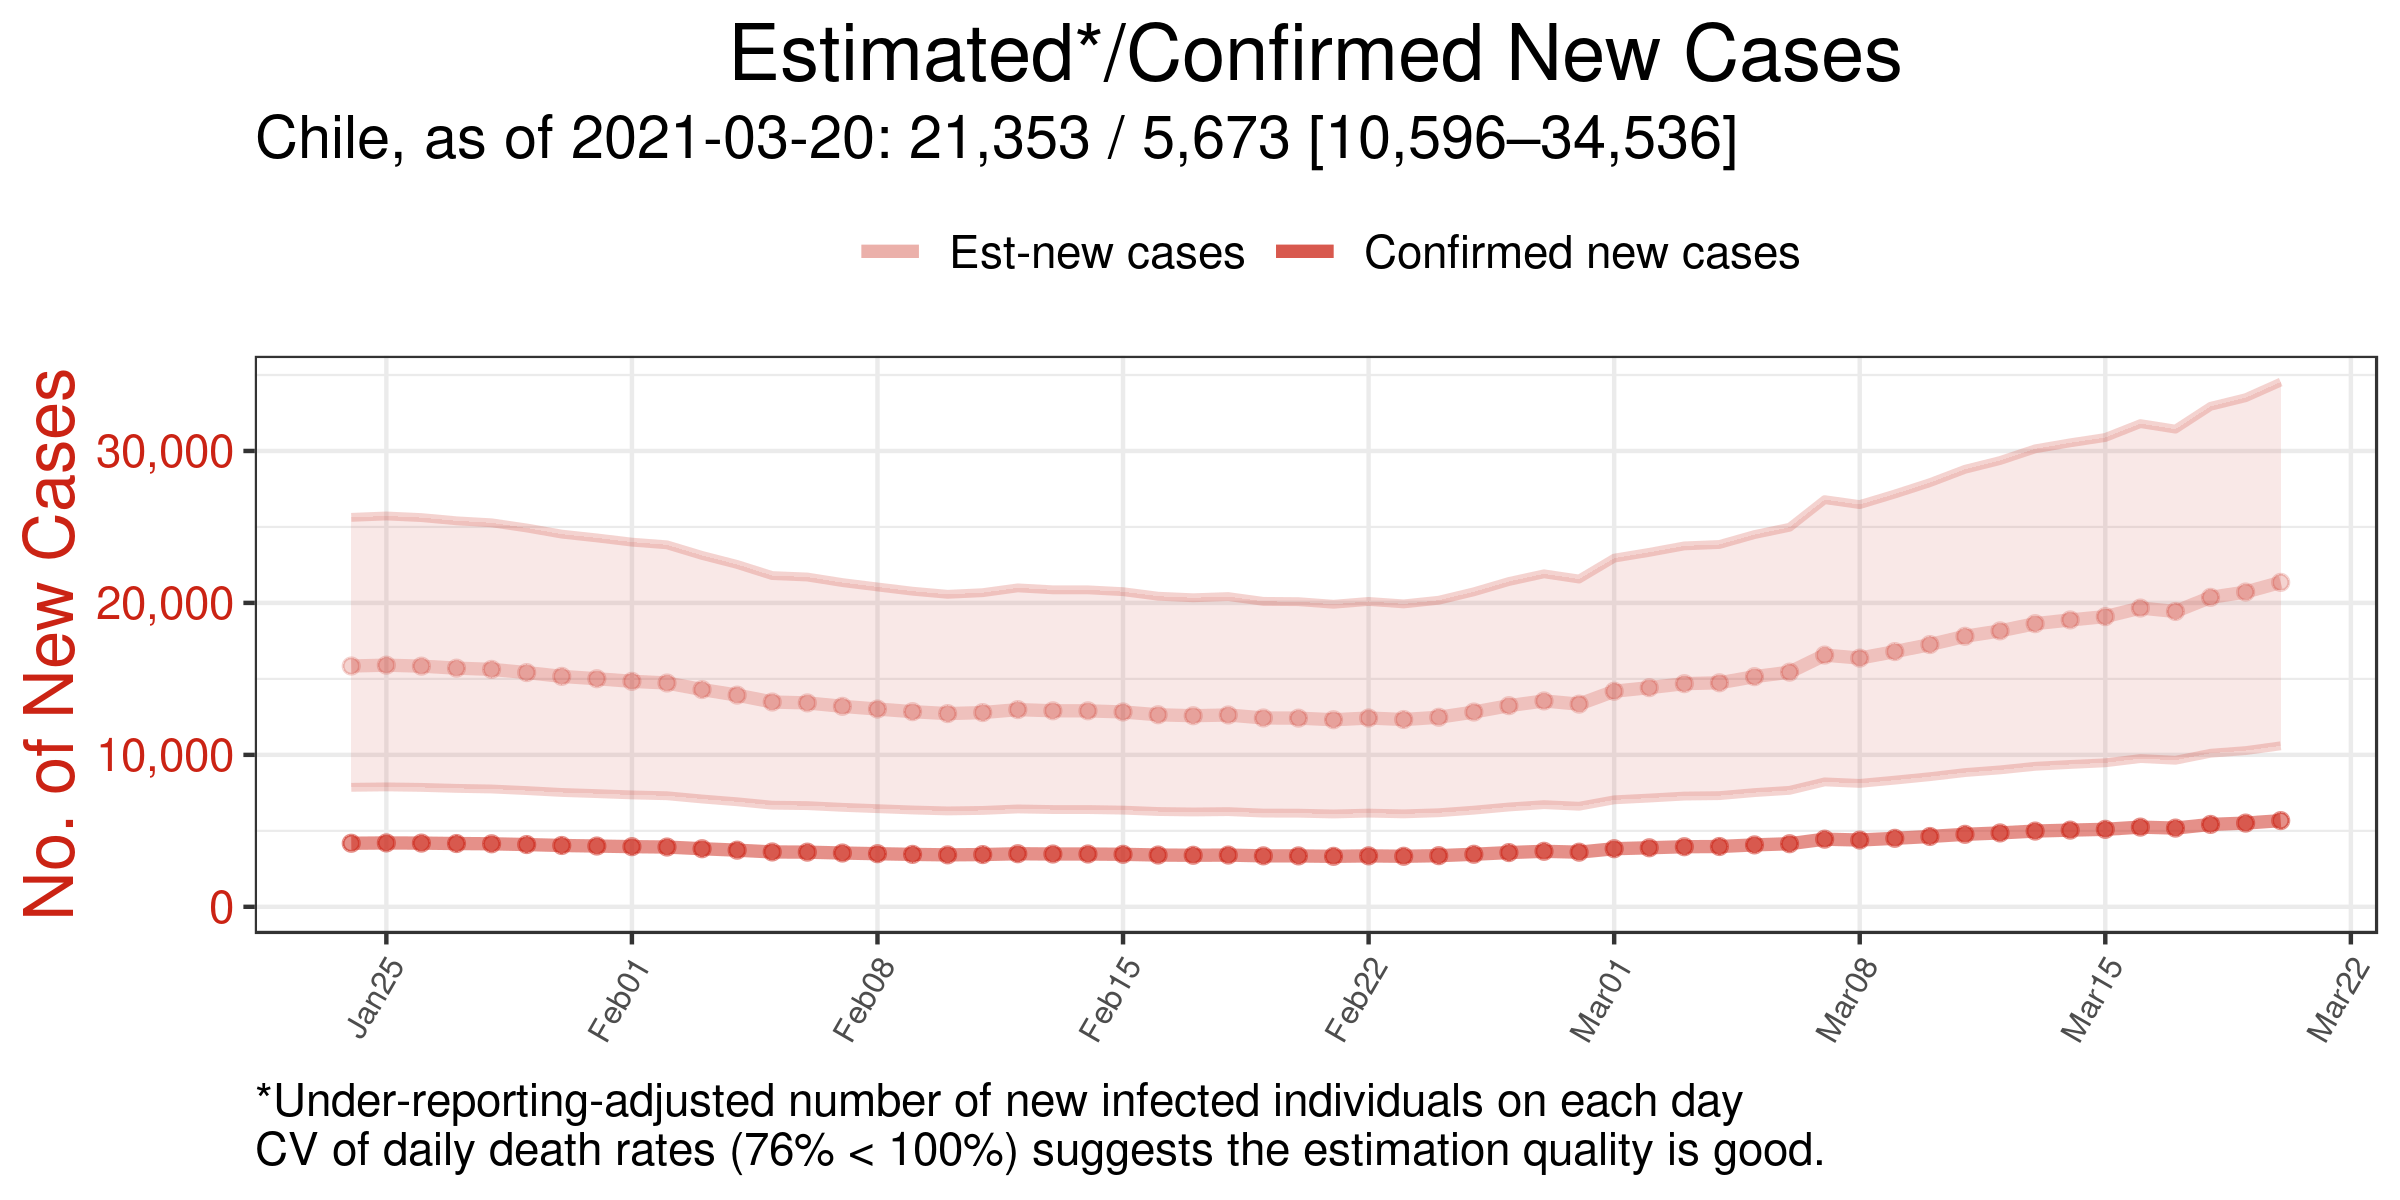 Estimated*/Confirmed New Cases
Chile, as of 2021-03-20: 21,353 / 5,673 [10,596–34,536]
Est-new cases
Confirmed new cases
No. of New Cases
30,000
20,000
10,000
0
Jan25
Feb01
Feb08
Feb15
Feb22
Mar01
Mar08
Mar15
Mar22
*Under-reporting-adjusted number of new infected individuals on each day
CV of daily death rates (76% < 100%) suggests the estimation quality is good.